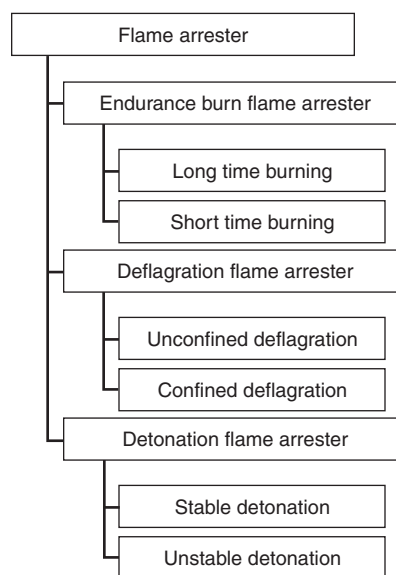 Flame arrester
Endurance burn flame arrester
Long time burning
Short time burning
Deflagration flame arrester
Unconfined deflagration
Confined deflagration
Detonation flame arrester
Stable detonation
Unstable detonation